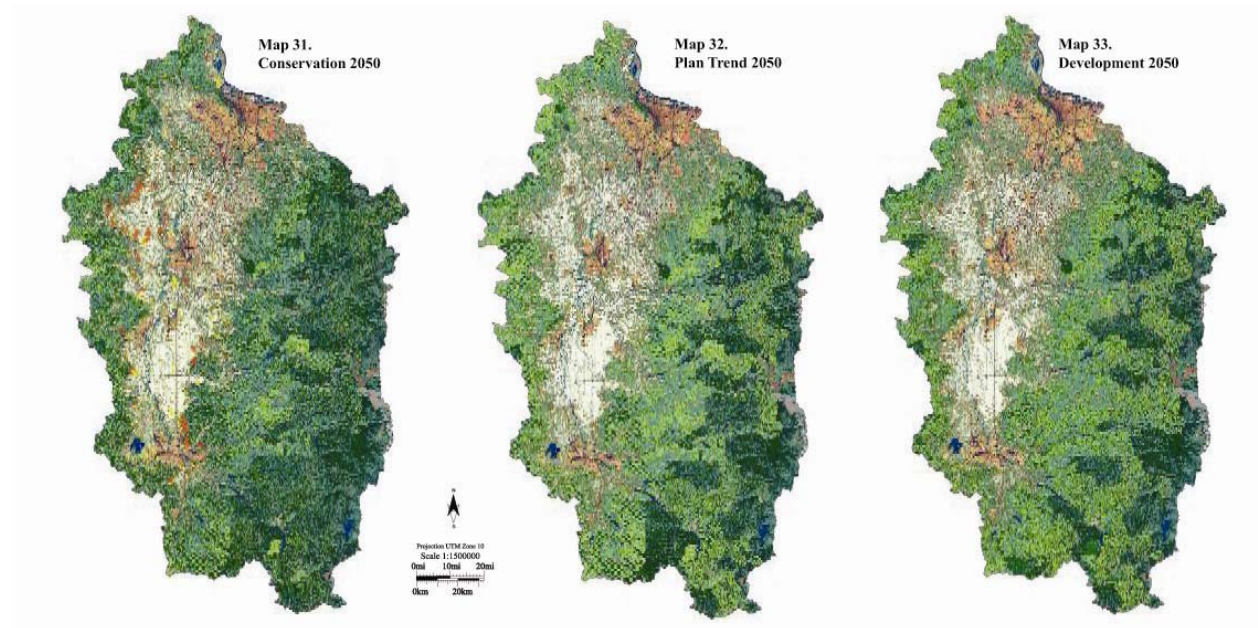 Map 31.
Conservation 2050
Map 32.
Plan Trend 2050
Map 33.
Development 2050
N
S
Projection UTM Zone 10
Scale 1:1500000
0mi 10mi 20mi
0km 20km